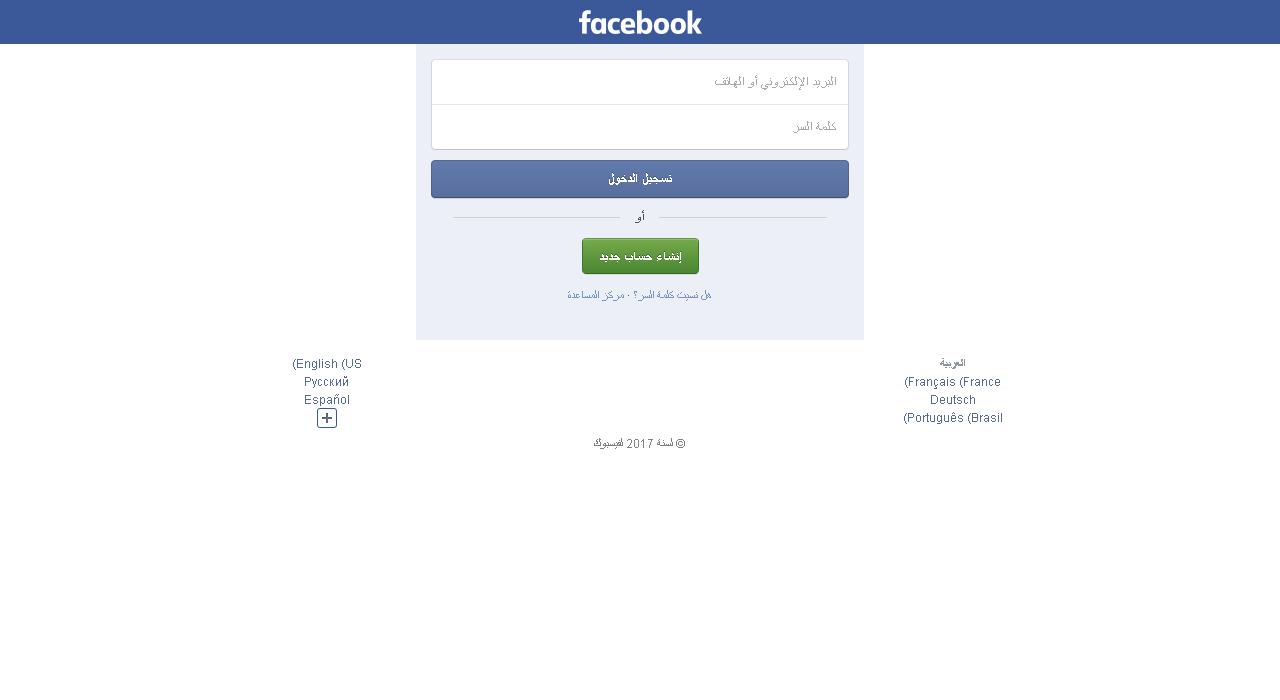 facebook
البريد الإلكتروني أو الهاتف
كلمة السر
تسجيل الدخول
أو
إنشاء حساب جديد
هل نسيت كلمة السر؟ · مركز المساعدة
العربية
(English (US
(Français (France
Русский
Deutsch
Español
(Português (Brasil
+
© لسنة 2017 لفيسبوك